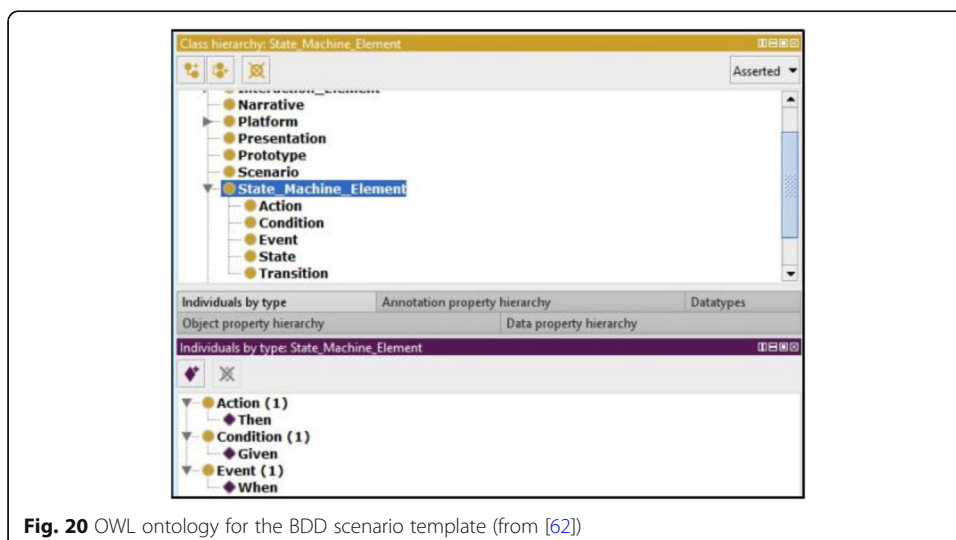 Class hierarchy: State_Machine_Element
Asserted
Interaction_Element
Narrative
Platform
Presentation
Prototype
Scenario
State_Machine_Element
Action
Condition
Event
State
Transition
Individuals by type Annotation property hierarchy Datatypes
Object property hierarchy Data property hierarchy
Individuals by type: State_Machine_Element
Action (1)
Then
Condition (1)
Given
Event (1)
When
Fig. 20 OWL ontology for the BDD scenario template (from [62])